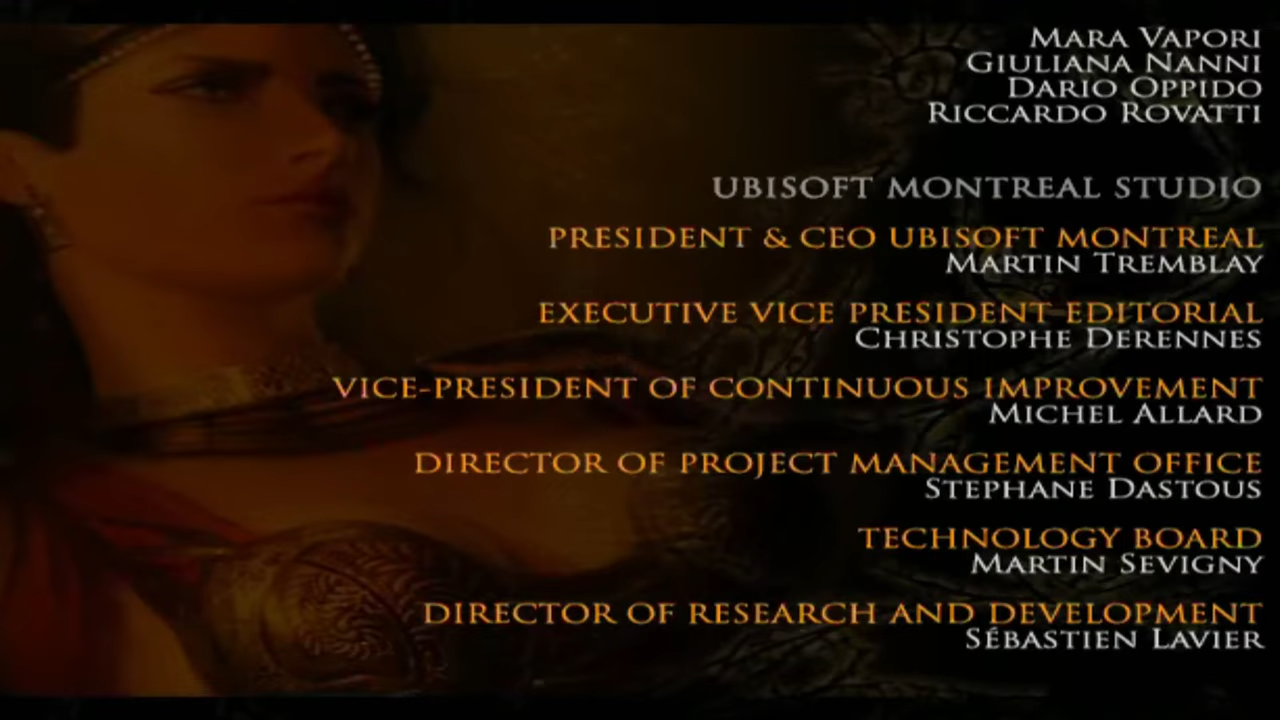 MARA VAPORI
GIULIANA NANNI
DARIO OPPIDO
RICCARDO ROVATTI
UBISOFT MONTREAL STUDIO
PRESIDENT & CEO UBISOFT MONTREAL
MARTIN TREMBLAY
EXECUTIVE VICE PRESIDENT EDITORIAL
CHRISTOPHE DERENNES
VICE-PRESIDENT OF CONTINUOUS IMPROVEMENT
MICHEL ALLARD
DIRECTOR OF PROJECT MANAGEMENT OFFICE
STEPHANE DASTOUS
TECHNOLOGY BOARD
MARTIN SEVIGNY
DIRECTOR OF RESEARCH AND DEVELOPMENT
SÉBASTIEN LAVIER